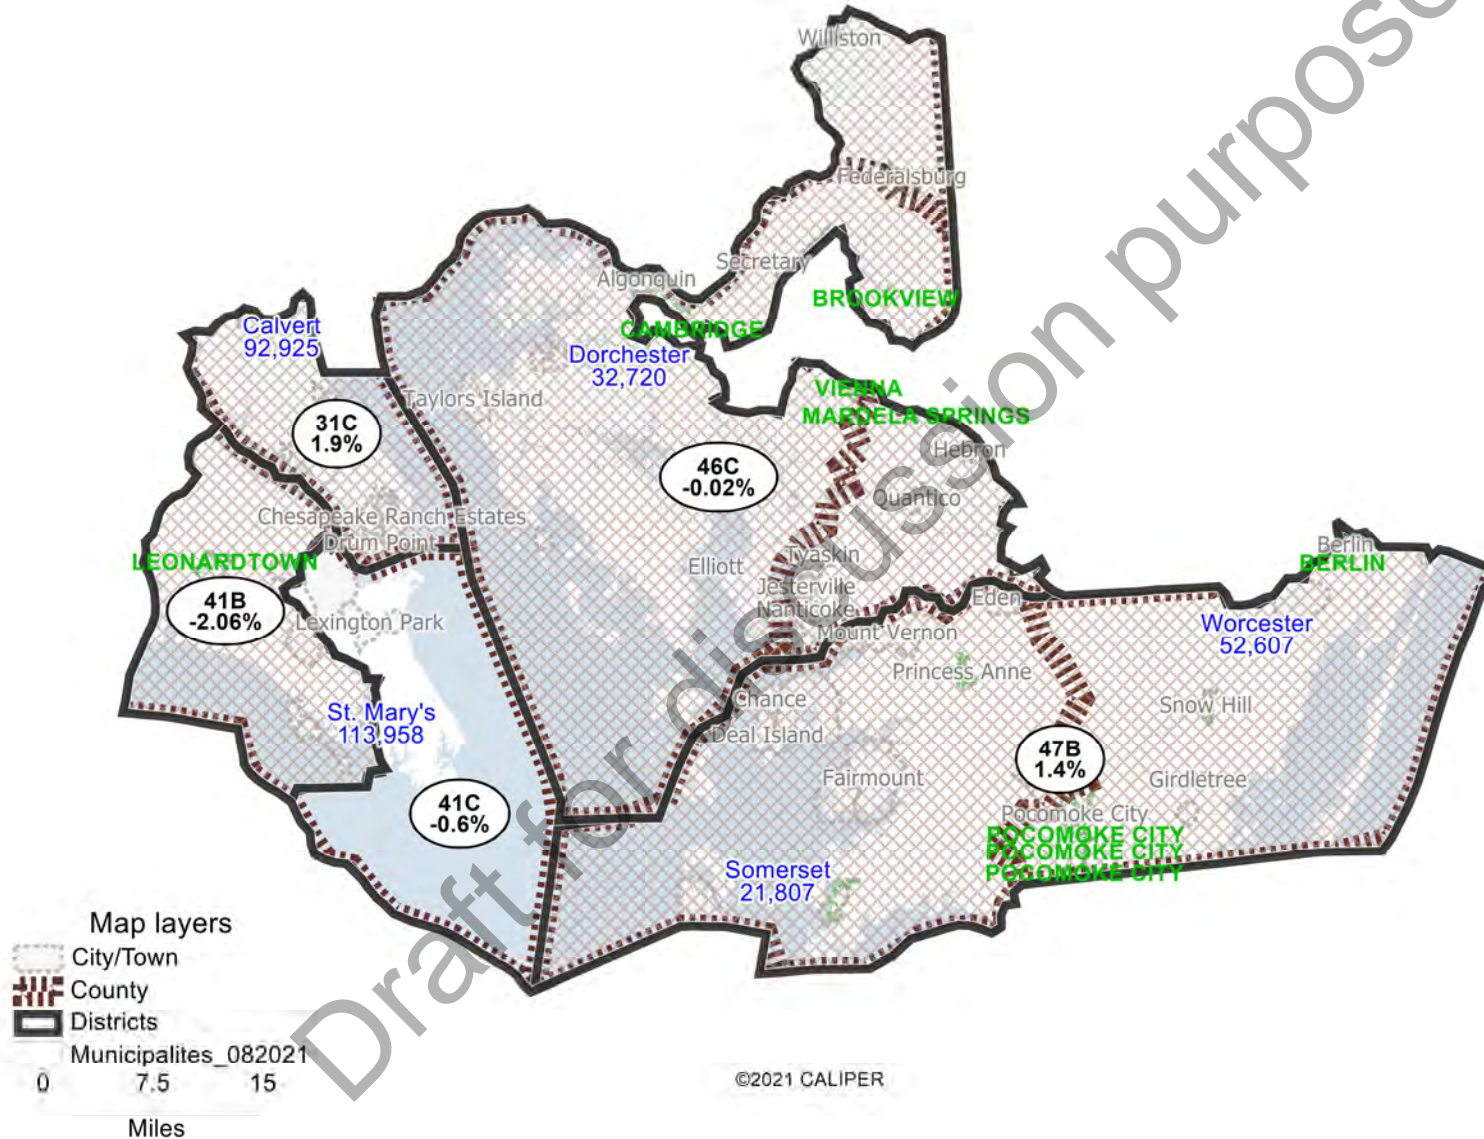 Williston
Federalsburg
Secretary
Algonquin
BROOKVIEW
CAMBRIDGE
Calvert
92,925
Dorchester
32,720
VIENNA
MARDELA SPRINGS
Taylors Island
31C
1.9%
Hebron
46C
-0.02%
Quantico
Chesapeake Ranch Estates
Drum Point
LEONARDTOWN
Elliott
Tyaskin
Jesterville
Nanticoke
Berlin
BERLIN
41B
-2.06%
Lexington Park
Eden
Mount Vernon
Worcester
52,607
Princess Anne
Chance
Deal Island
St. Mary's
113,958
Snow Hill
47B
1.4%
Fairmount
Girdletree
41C
-0.6%
Pocomoke City
POCOMOKE CITY
POCOMOKE CITY
POCOMOKE CITY
Somerset
21,807
Draft for discussion purpose
Map layers
City/Town
County
Districts
Municipalites_082021
0 7.5 15
Miles
©2021 CALIPER